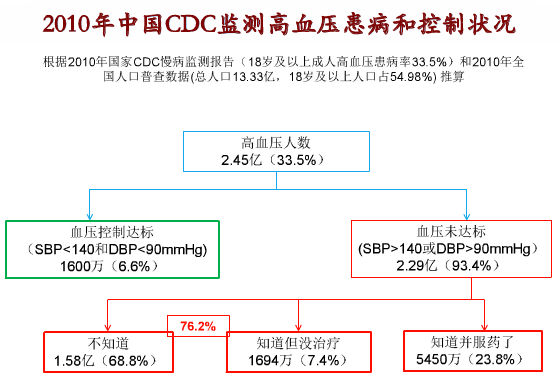 2010年中国CDC监测高血压患病和控制状况
根据2010年国家CDC慢病监测报告（18岁及以上成人高血压患病率33.5%）和2010年全
国人口普查数据(总人口13.33亿，18岁及以上人口占54.98%) 推算
高血压人数
2.45亿（33.5%）
血压控制达标
（SBP<140和DBP<90mmHg)
1600万（6.6%）
血压未达标
(SBP>140或DBP>90mmHg）
2.29亿（93.4%）
76.2%
不知道
1.58亿（68.8%）
知道但没治疗
1694万（7.4%）
知道并服药了
5450万（23.8%）